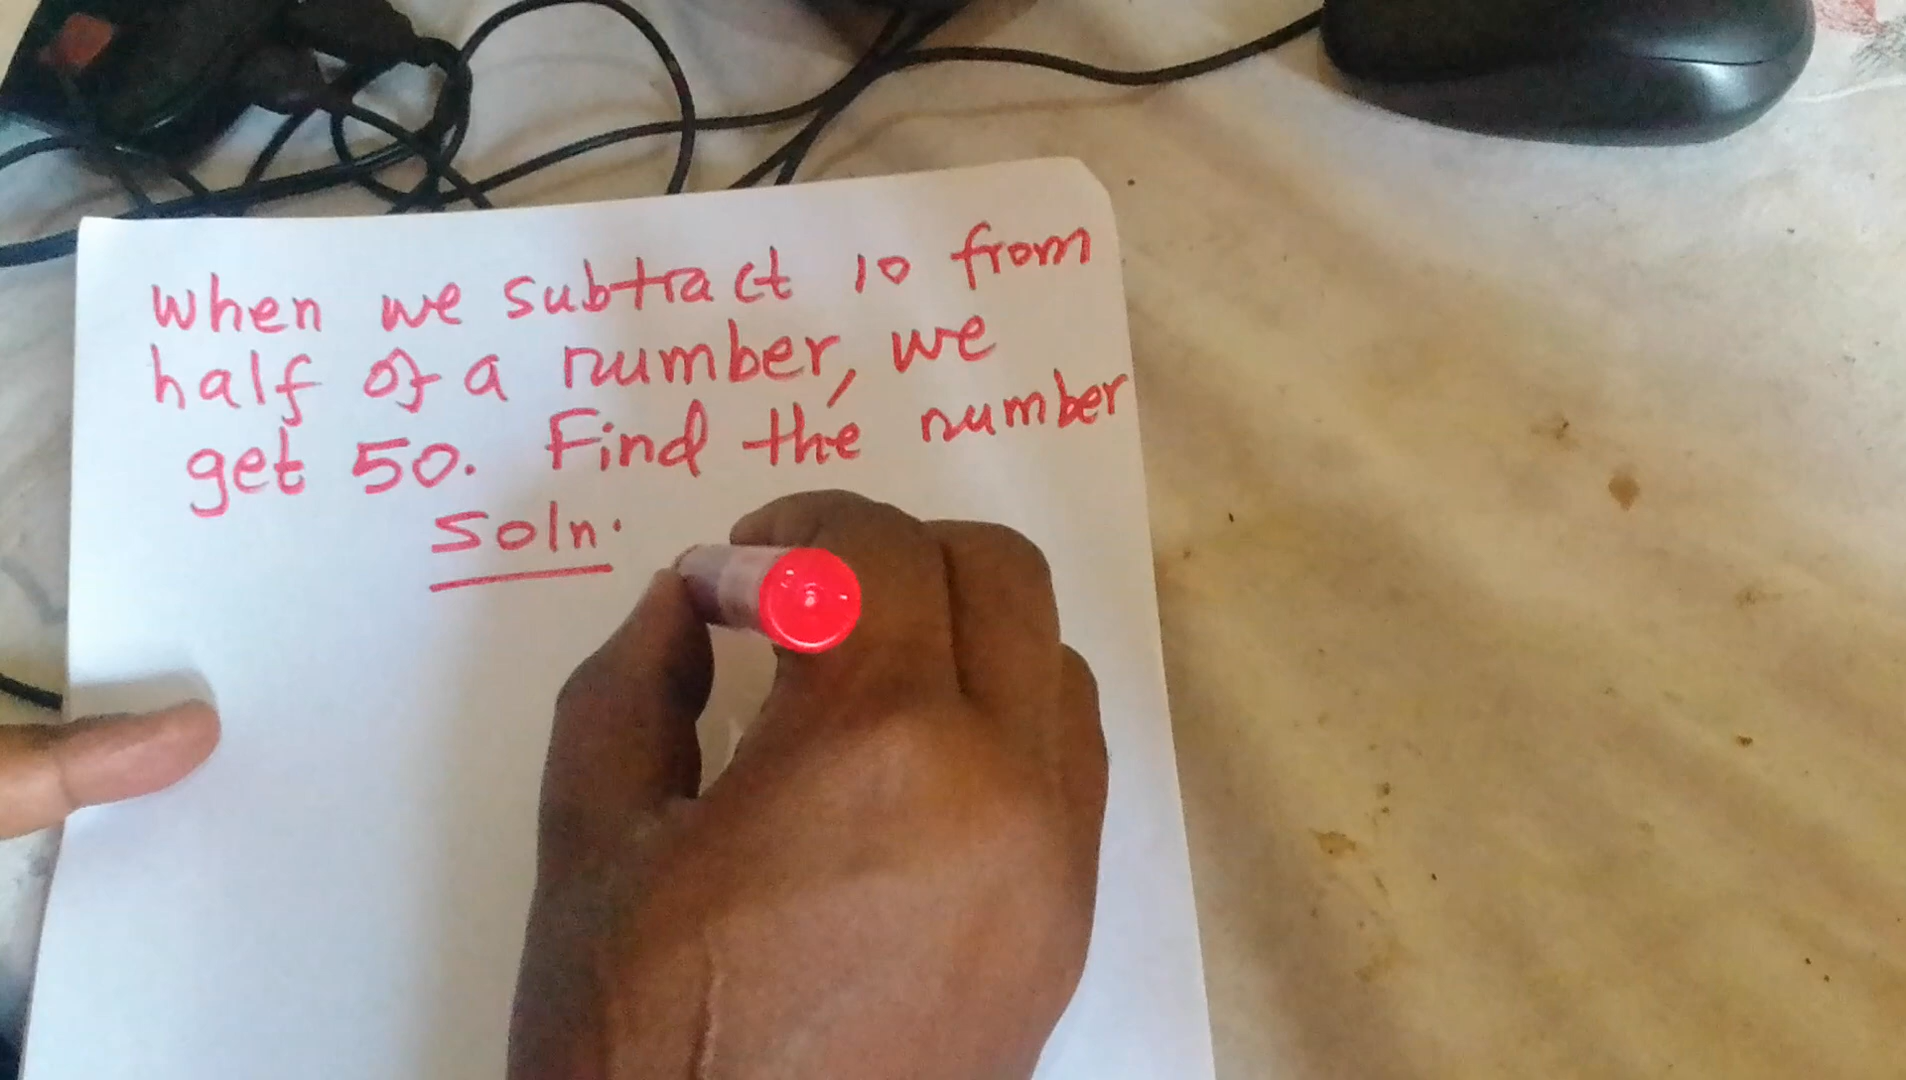 When we subtract 10 from
half of a number, we
get 50. Find the number
Soln.